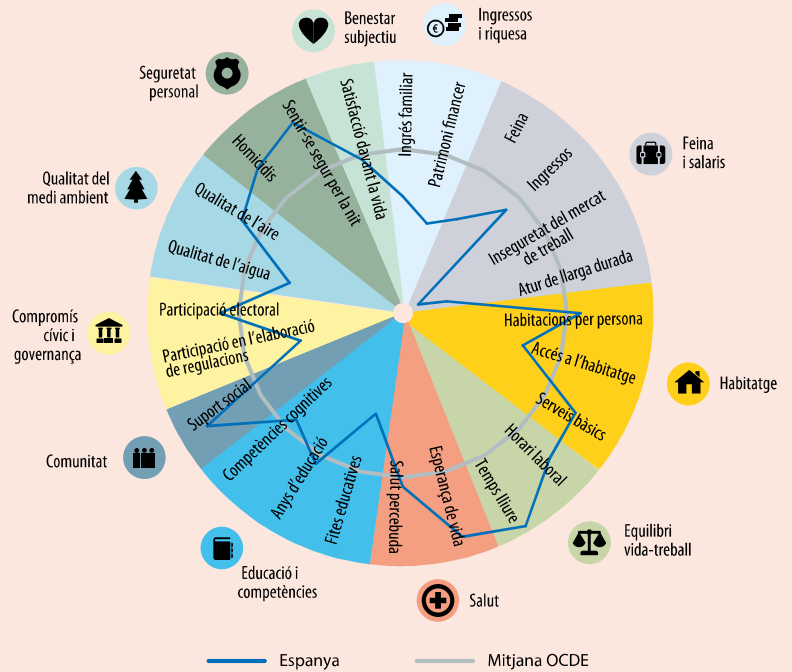 Benestar
subjectiu
Ingressos
i riquesa
Seguretat
personal
Feina
i salaris
Qualitat del
medi ambient
Compromís
cívic i
governança
Habitatge
Comunitat
Equilibri
vida-treball
Educació i
competències
Salut
Ingrés familiar
Patrimoni financer
Feina
Ingressos
Inseguretat del mercat
de treball
Atur de llarga durada
Habitacions per persona
Accés a l'habitatge
Serveis bàsics
Horari laboral
Temps lliure
Esperança de vida
Salut percebuda
Fites educatives
Anys d'educació
Competències cognitives
Suport social
Participació en l'elaboració
de regulacions
Participació electoral
Qualitat de l'aigua
Qualitat de l'aire
Homicidis
Sentir-se segur per la nit
Satisfacció davant la vida
Espanya
Mitjana OCDE